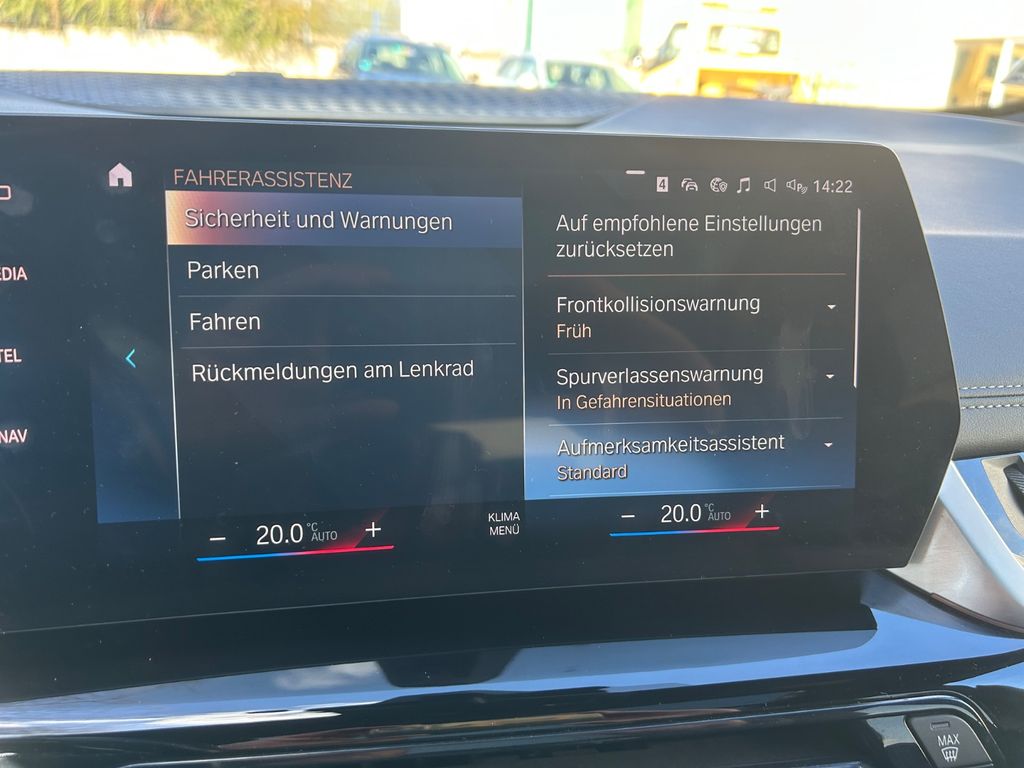 FAHRERASSISTENZ
4 14:22
Sicherheit und Warnungen
Parken
Fahren
Rückmeldungen am Lenkrad
Auf empfohlene Einstellungen
zurücksetzen
Frontkollisionswarnung
Früh
Spurverlassenswarnung
In Gefahrensituationen
Aufmerksamkeitsassistent
Standard
EDIA
TEL
NAV
– 20.0 °C AUTO +
KLIMA
MENÜ
– 20.0 °C AUTO +
MAX